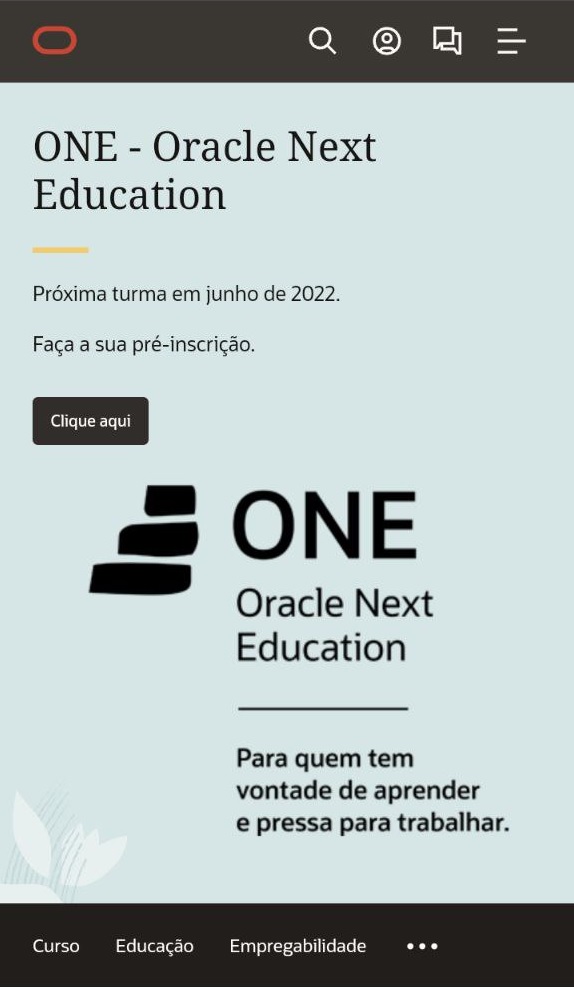 ONE - Oracle Next
Education
Próxima turma em junho de 2022.
Faça a sua pré-inscrição.
Clique aqui
ONE
Oracle Next
Education
Para quem tem
vontade de aprender
e pressa para trabalhar.
Curso Educação Empregabilidade •••